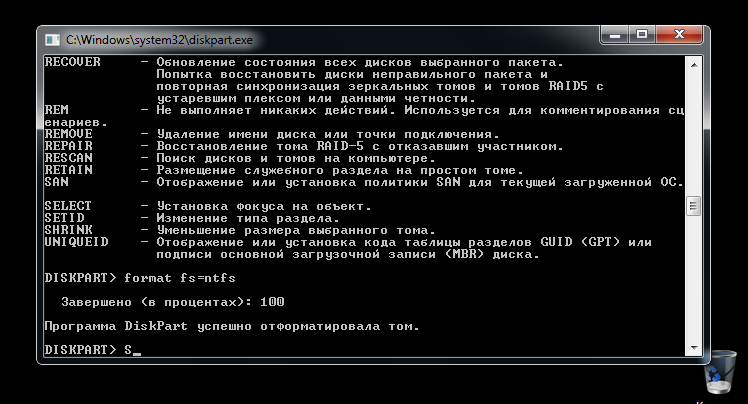 C:\Windows\system32\diskpart.exe
RECOVER - Обновление состояния всех дисков выбранного пакета.
Попытка восстановить диски неправильного пакета и
повторная синхронизация зеркальных томов и томов RAID5 с
устаревшим плексом или данными четности.
REM - Не выполняет никаких действий. Используется для комментирования сц
енариев.
REMOVE - Удаление имени диска или точки подключения.
REPAIR - Восстановление тома RAID-5 с отказавшим участником.
RESCAN - Поиск дисков и томов на компьютере.
RETAIN - Размещение служебного раздела на простом томе.
SAN - Отображение или установка политики SAN для текущей загруженной ОС.
SELECT - Установка фокуса на объект.
SETID - Изменение типа раздела.
SHRINK - Уменьшение размера выбранного тома.
UNIQUEID - Отображение или установка кода таблицы разделов GUID (GPT) или
подписи основной загрузочной записи (MBR) диска.
DISKPART> format fs=ntfs
Завершено (в процентах): 100
Программа DiskPart успешно отформатировала том.
DISKPART> S_